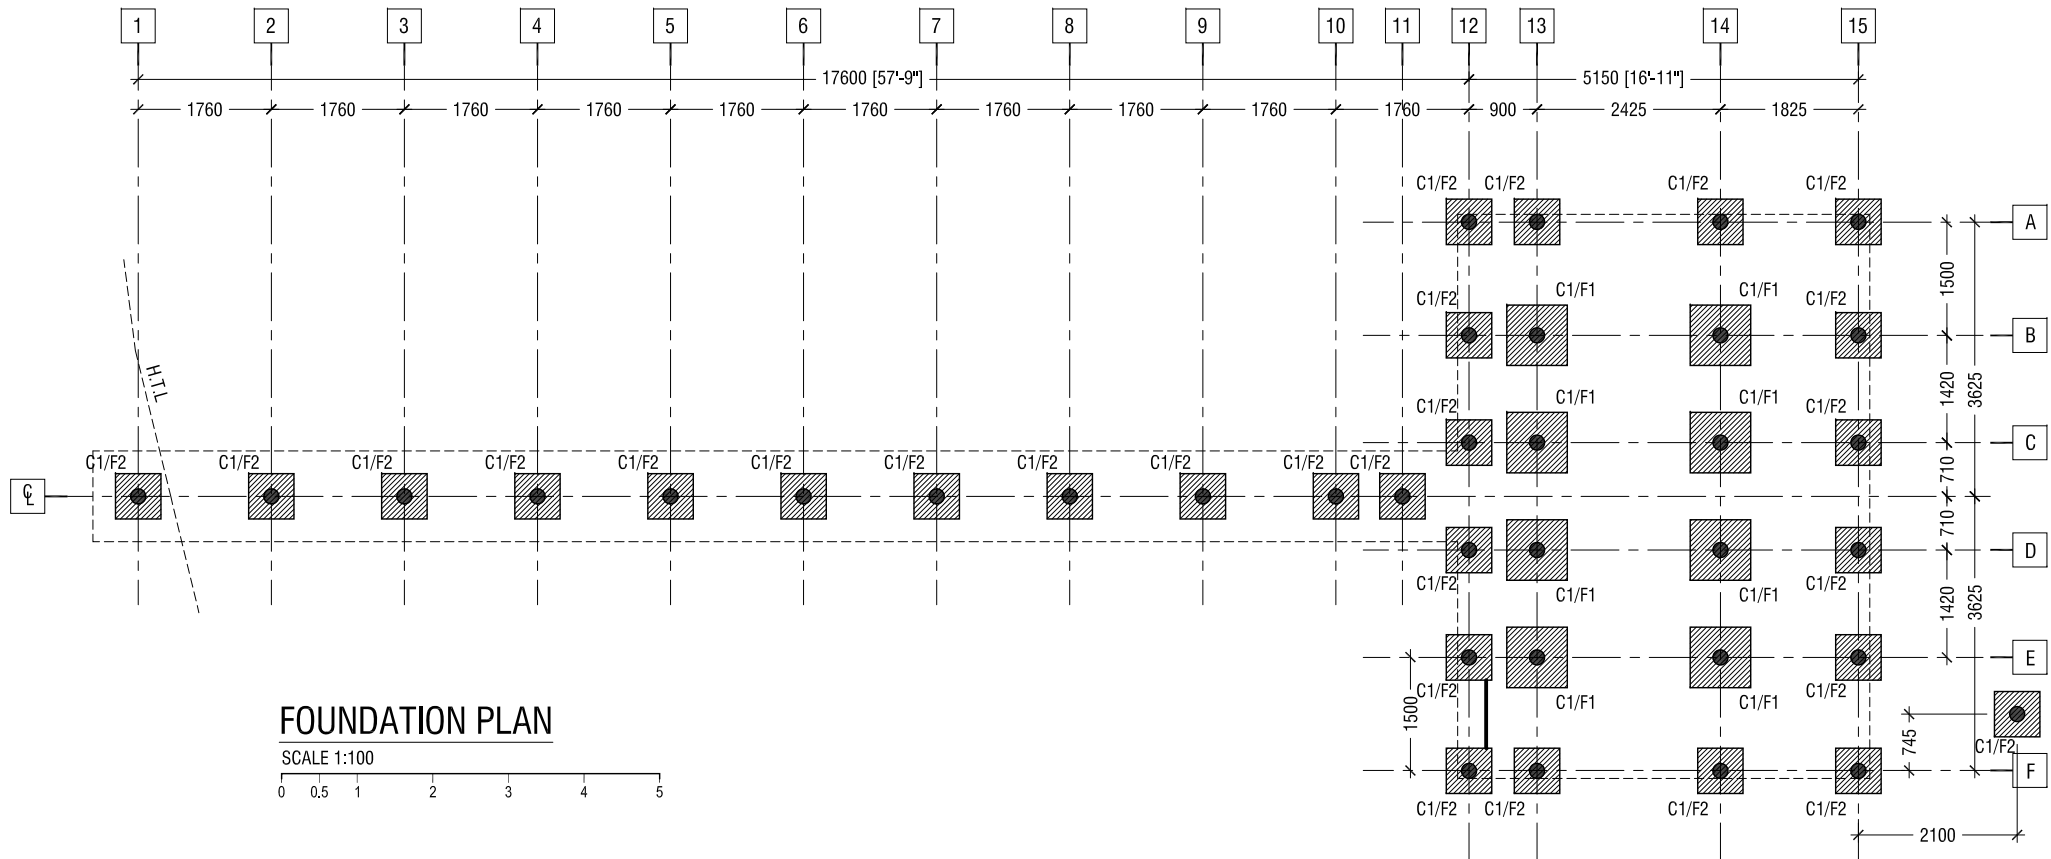 1 2 3 4 5 6 7 8 9 10 11 12 13 14 15
17600 [57'-9"] 5150 [16'-11"]
1760 1760 1760 1760 1760 1760 1760 1760 1760 1760 900 2425 1825
C1/F2 C1/F2 C1/F2 C1/F2
A
1500
C1/F2 C1/F1 C1/F1 C1/F2
B
H.T.L
1420 3625
C1/F2 C1/F1 C1/F1 C1/F2
C
C1/F2 C1/F2 C1/F2 C1/F2 C1/F2 C1/F2 C1/F2 C1/F2 C1/F2 C1/F2 C1/F2
710
℄
710
D
C1/F2 C1/F1 C1/F1 C1/F2
1420 3625
E
C1/F2 C1/F1 C1/F1 C1/F2
1500
745
C1/F2
F
C1/F2 C1/F2 C1/F2 C1/F2
2100
FOUNDATION PLAN
SCALE 1:100
0 0.5 1 2 3 4 5